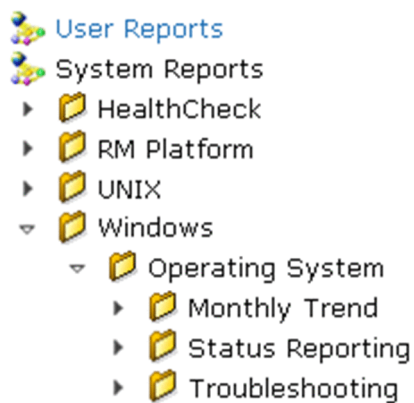 User Reports
System Reports
HealthCheck
RM Platform
UNIX
Windows
Operating System
Monthly Trend
Status Reporting
Troubleshooting